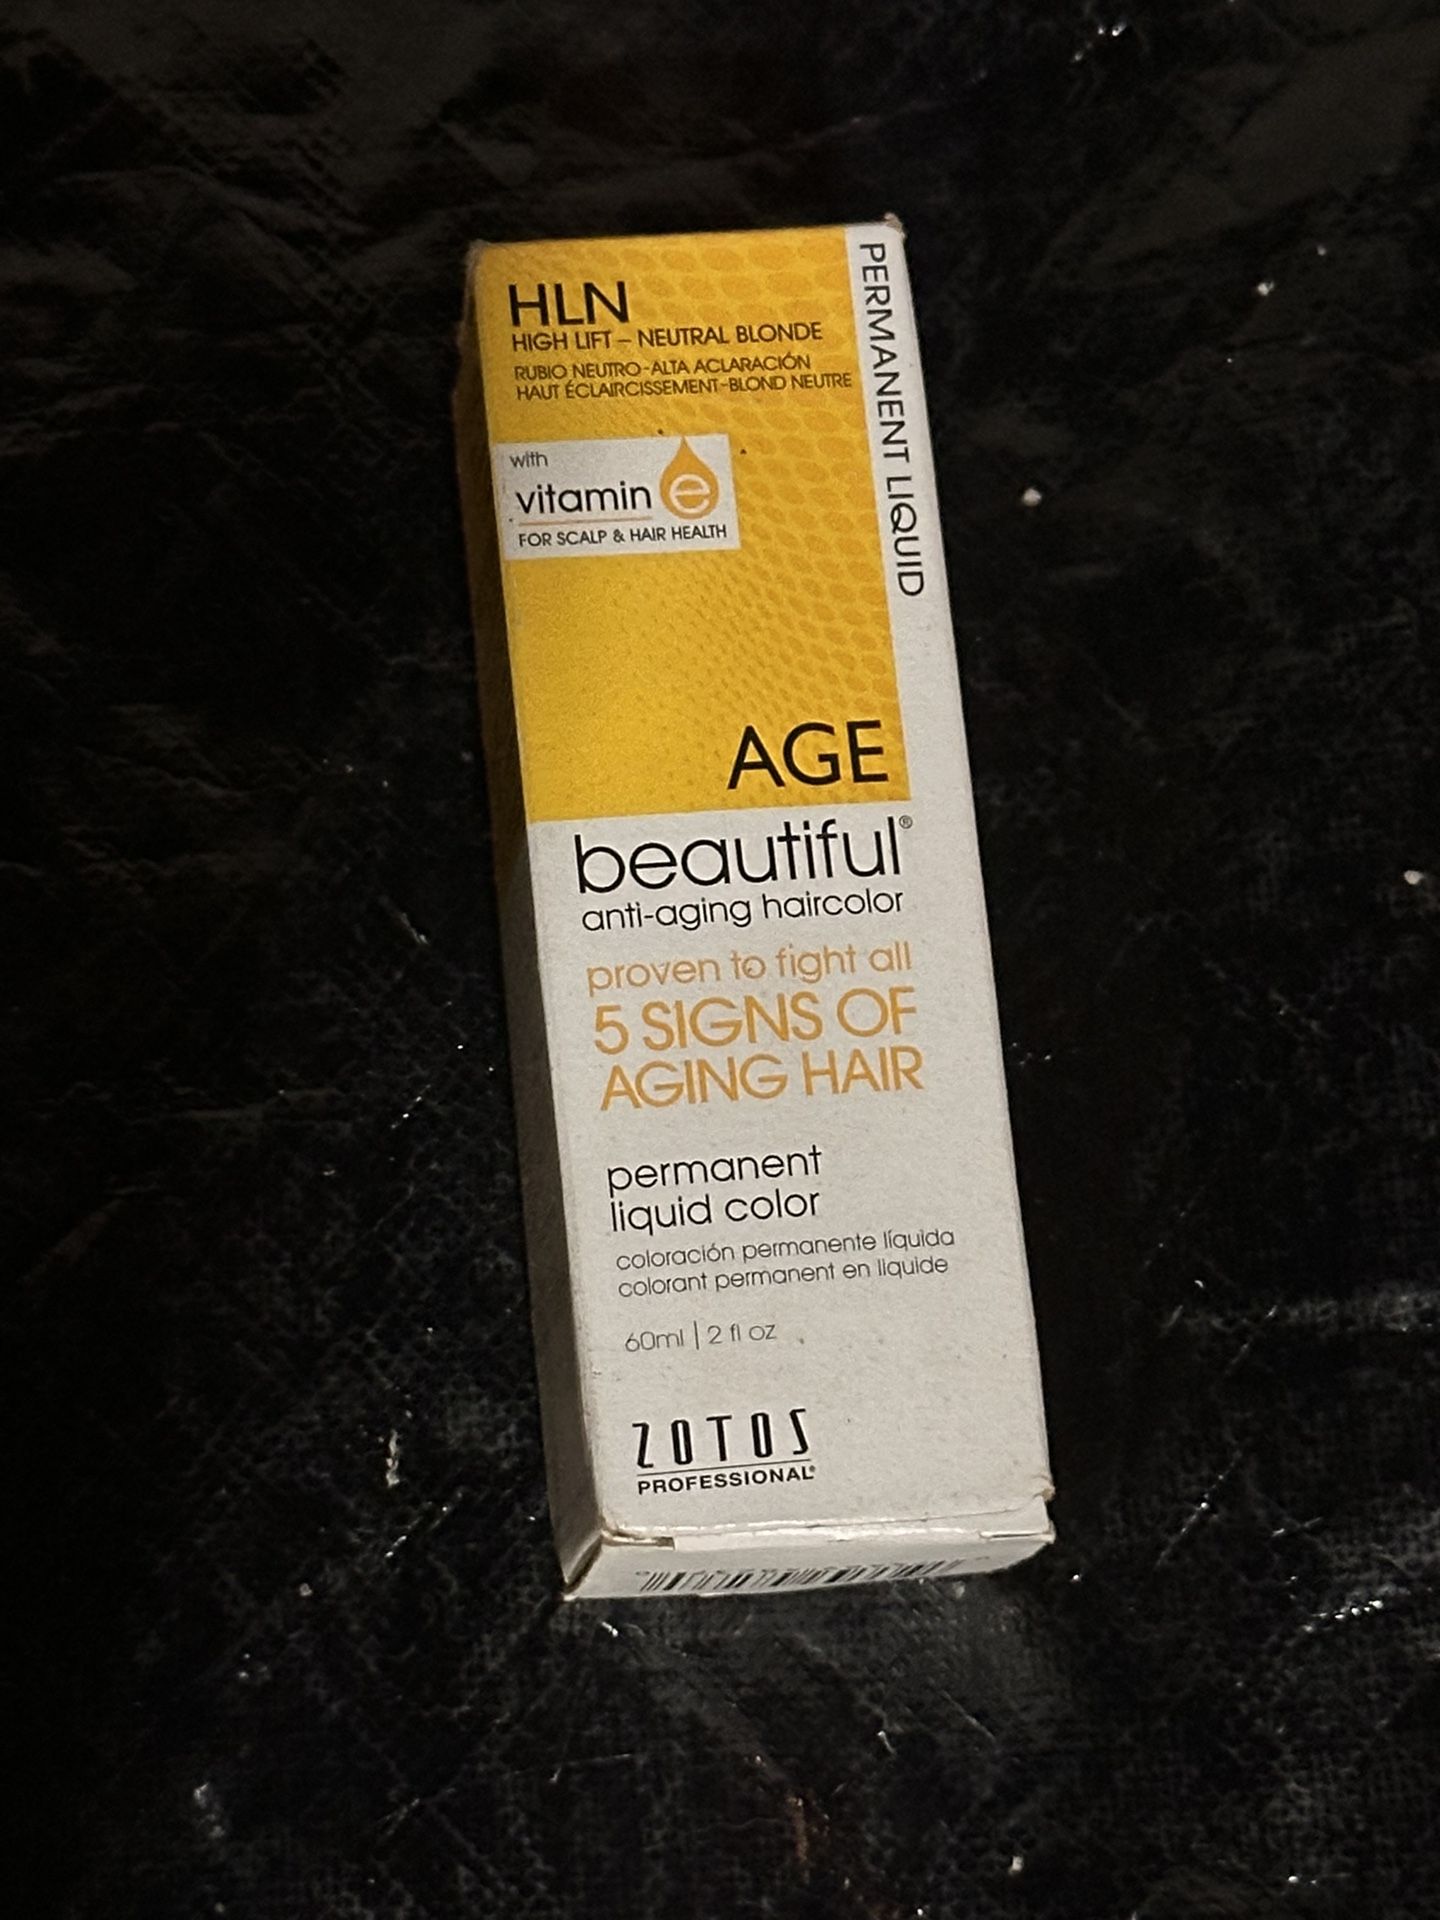 HLN
HIGH LIFT – NEUTRAL BLONDE
RUBIO NEUTRO-ALTA ACLARACIÓN
HAUT ÉCLAIRCISSEMENT-BLOND NEUTRE
PERMANENT LIQUID
with
vitamin e
FOR SCALP & HAIR HEALTH
AGE
beautiful®
anti-aging haircolor
proven to fight all
5 SIGNS OF
AGING HAIR
permanent
liquid color
coloración permanente líquida
colorant permanent en liquide
60ml | 2 fl oz
ZOTOS
PROFESSIONAL®